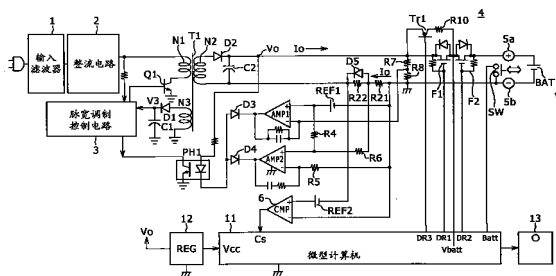 1
2
4
输入
滤波器
整流电路
脉宽调制
控制电路
3
N1
T1
N2
D2
Vo
Io
C2
Q1
V3
N3
D1
C1
PH1
D3
D4
AMP1
AMP2
REF1
R4
R5
R6
6
CMP
REF2
Cs
D5
Io
R22
R21
R7
R8
Tr1
R10
F1
F2
SW
5a
5b
BAT
Vo
12
REG
11
Vcc
微型计算机
DR3
DR1
Vbatt
DR2
Batt
13